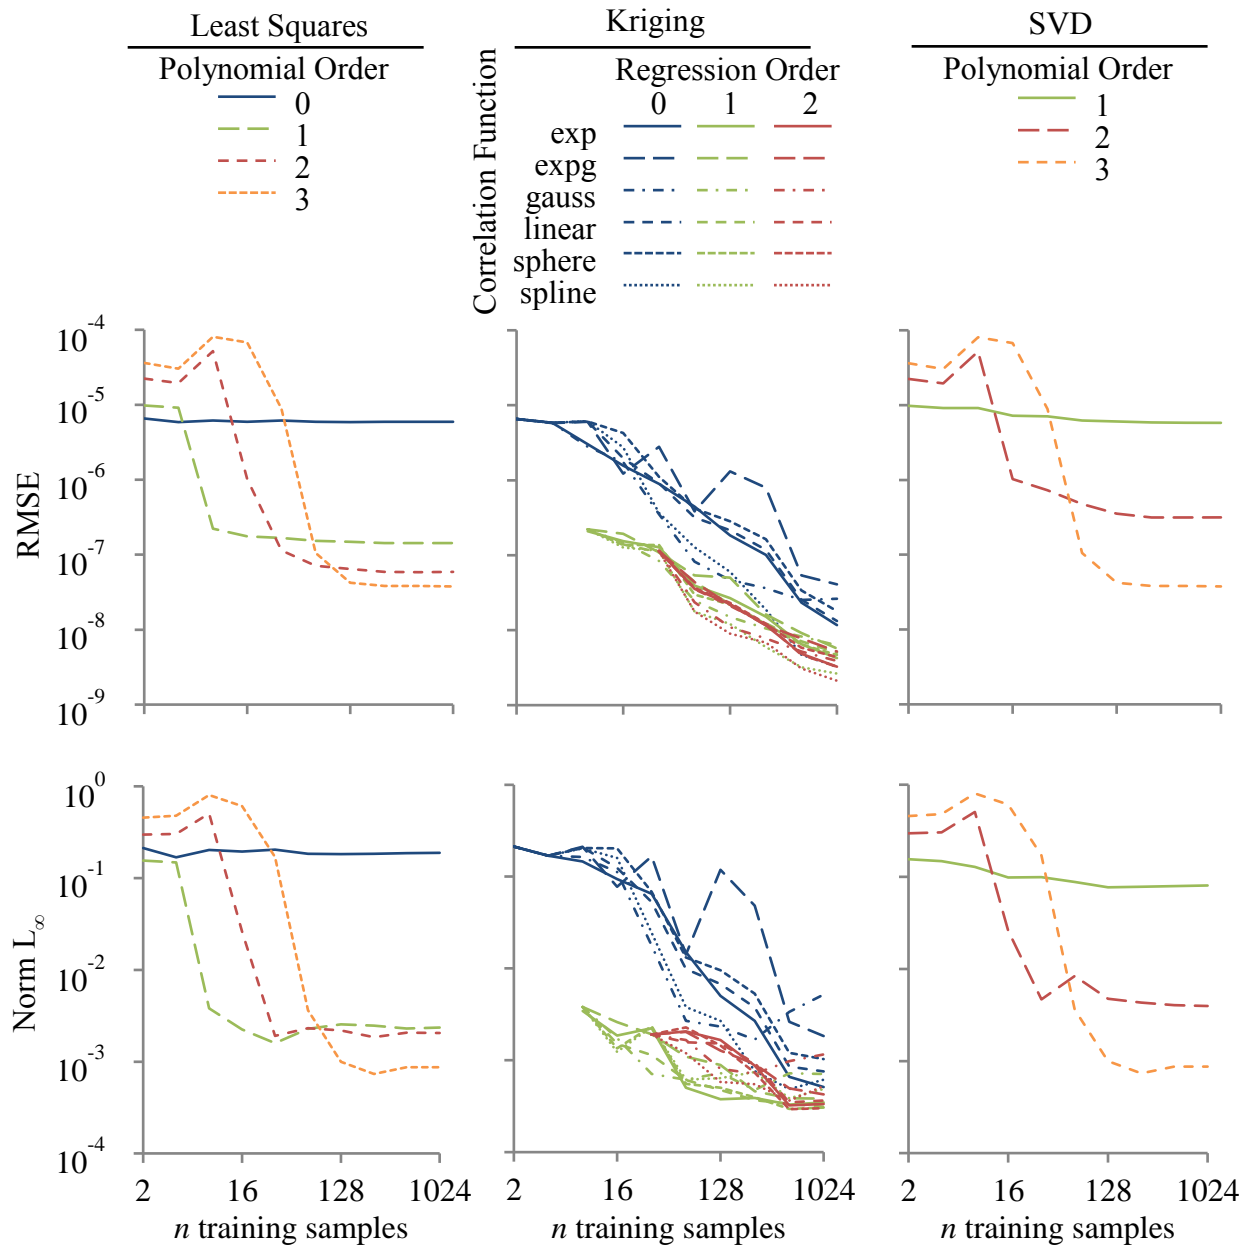 Least Squares
Polynomial Order
0
1
2
3
Kriging
Regression Order
0 1 2
Correlation Function
exp
expg
gauss
linear
sphere
spline
SVD
Polynomial Order
1
2
3
RMSE
10⁻⁴
10⁻⁵
10⁻⁶
10⁻⁷
10⁻⁸
10⁻⁹
Norm L∞
10⁰
10⁻¹
10⁻²
10⁻³
10⁻⁴
2 16 128 1024
n training samples
2 16 128 1024
n training samples
2 16 128 1024
n training samples